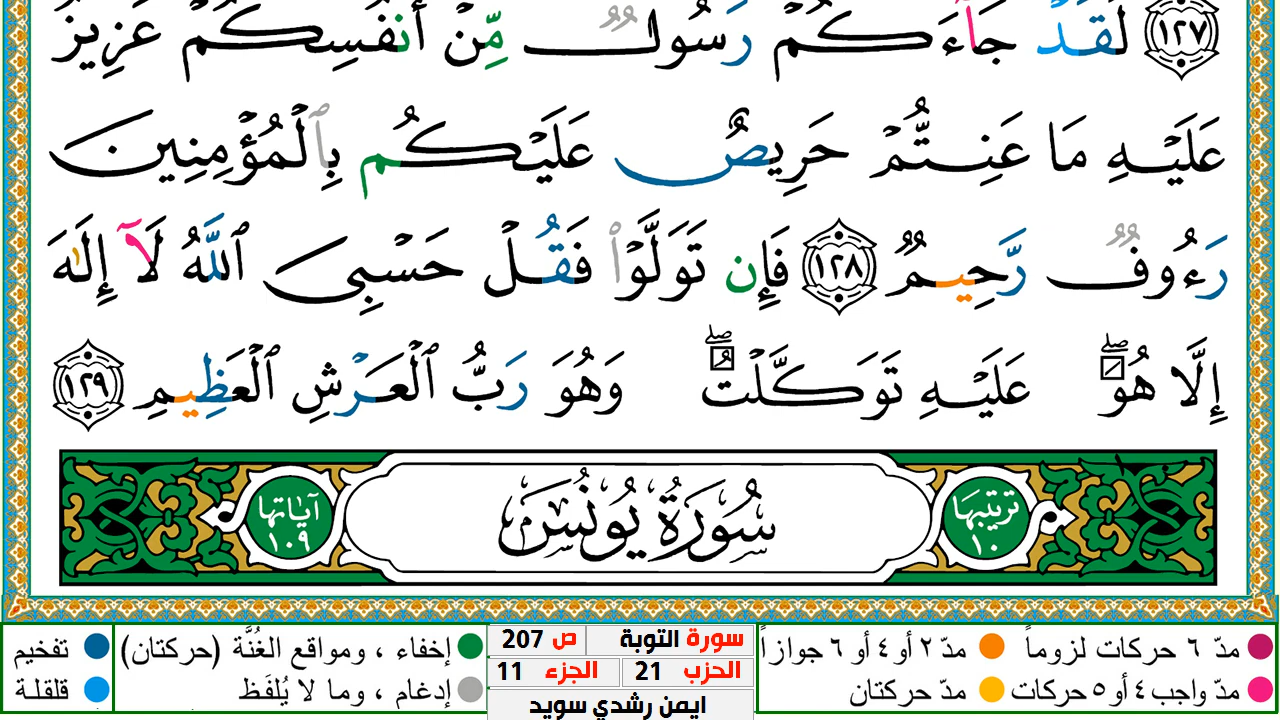 ١٢٧ لَقَدْ جَآءَكُمْ رَسُولٌ مِّنْ أَنفُسِكُمْ عَزِيزٌ
عَلَيْهِ مَا عَنِتُّمْ حَرِيصٌ عَلَيْكُم بِٱلْمُؤْمِنِينَ
رَءُوفٌ رَّحِيمٌ ١٢٨ فَإِن تَوَلَّوْا۟ فَقُلْ حَسْبِىَ ٱللَّهُ لَآ إِلَٰهَ
إِلَّا هُوَ ۖ عَلَيْهِ تَوَكَّلْتُ ۖ وَهُوَ رَبُّ ٱلْعَرْشِ ٱلْعَظِيمِ ١٢٩
ترتيبها ١٠ سُورَةُ يُونُسَ آياتها ١٠٩
مدّ ٦ حركات لزوماً مدّ ٢ أو ٤ أو ٦ جوازاً سورة التوبة ص 207 إخفاء ، ومواقع الغُنَّة (حركتان) تفخيم
مدّ واجب ٤ أو ٥ حركات مدّ حركتان الحزب 21 الجزء 11 إدغام ، وما لا يُلفَظ قلقلة
ايمن رشدي سويد